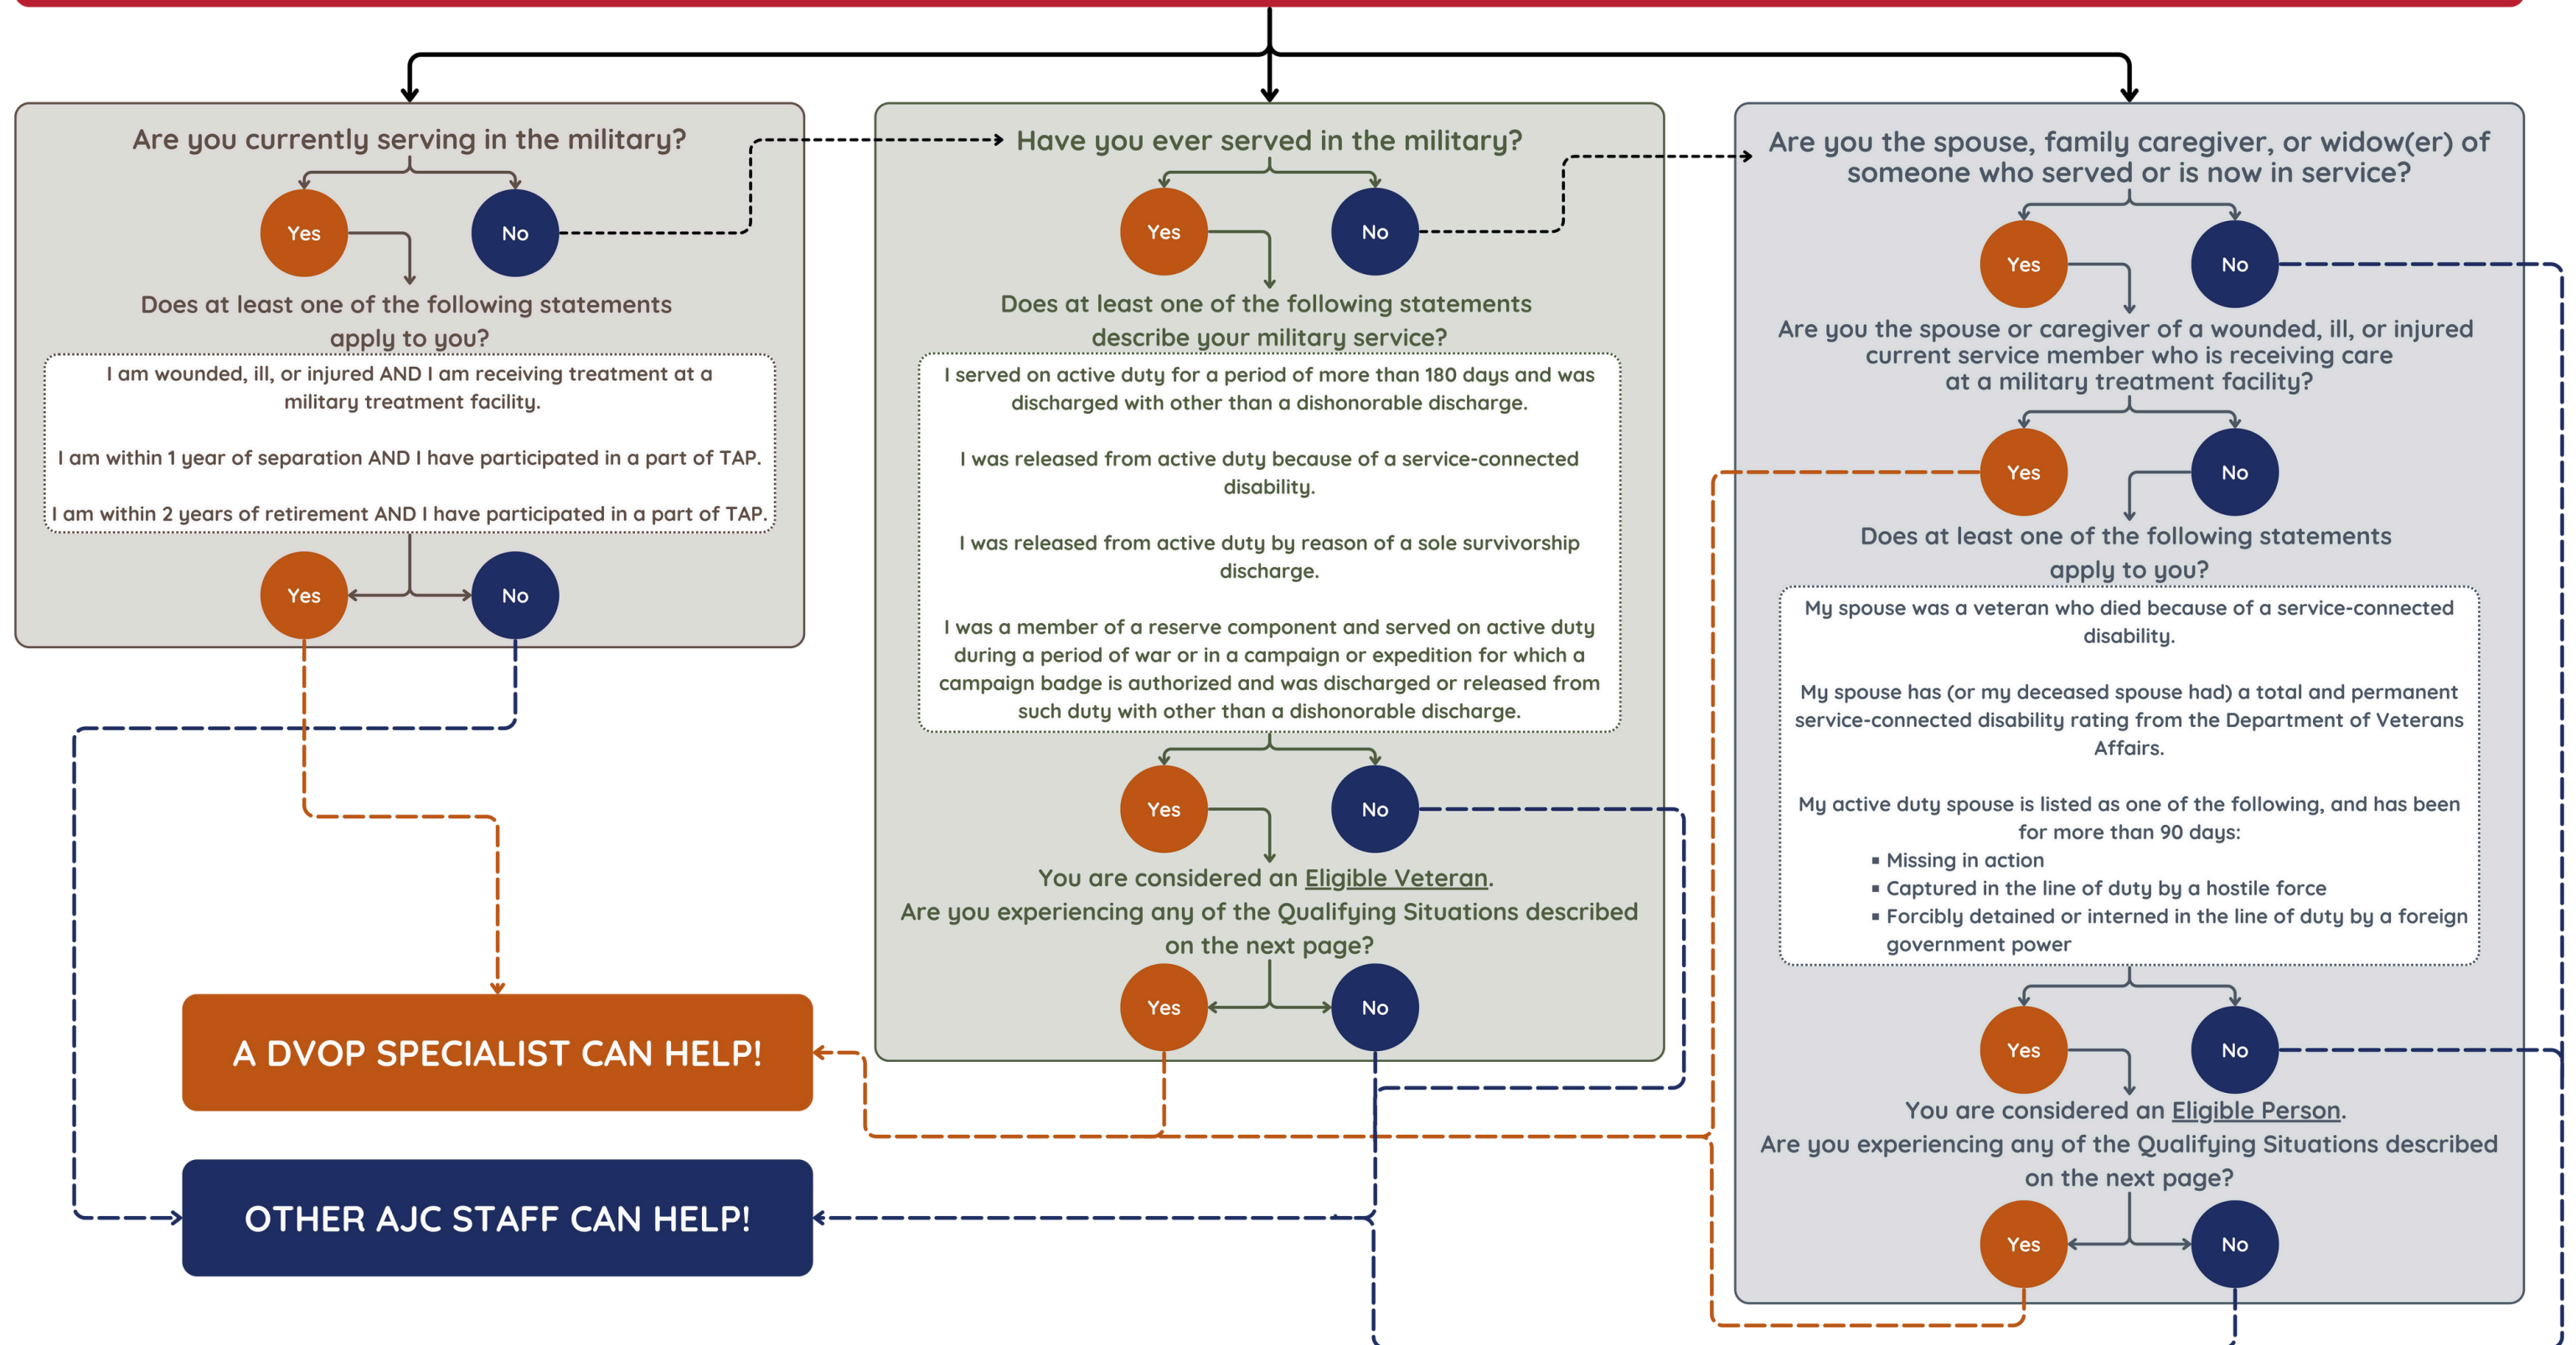 Are you currently serving in the military?
Yes
No
Does at least one of the following statements
apply to you?
I am wounded, ill, or injured AND I am receiving treatment at a
military treatment facility.
I am within 1 year of separation AND I have participated in a part of TAP.
I am within 2 years of retirement AND I have participated in a part of TAP.
Yes
No
Have you ever served in the military?
Yes
No
Does at least one of the following statements
describe your military service?
I served on active duty for a period of more than 180 days and was
discharged with other than a dishonorable discharge.
I was released from active duty because of a service-connected
disability.
I was released from active duty by reason of a sole survivorship
discharge.
I was a member of a reserve component and served on active duty
during a period of war or in a campaign or expedition for which a
campaign badge is authorized and was discharged or released from
such duty with other than a dishonorable discharge.
Yes
No
You are considered an Eligible Veteran.
Are you experiencing any of the Qualifying Situations described
on the next page?
Yes
No
Are you the spouse, family caregiver, or widow(er) of
someone who served or is now in service?
Yes
No
Are you the spouse or caregiver of a wounded, ill, or injured
current service member who is receiving care
at a military treatment facility?
Yes
No
Does at least one of the following statements
apply to you?
My spouse was a veteran who died because of a service-connected
disability.
My spouse has (or my deceased spouse had) a total and permanent
service-connected disability rating from the Department of Veterans
Affairs.
My active duty spouse is listed as one of the following, and has been
for more than 90 days:
▪ Missing in action
▪ Captured in the line of duty by a hostile force
▪ Forcibly detained or interned in the line of duty by a foreign
government power
Yes
No
You are considered an Eligible Person.
Are you experiencing any of the Qualifying Situations described
on the next page?
Yes
No
A DVOP SPECIALIST CAN HELP!
OTHER AJC STAFF CAN HELP!